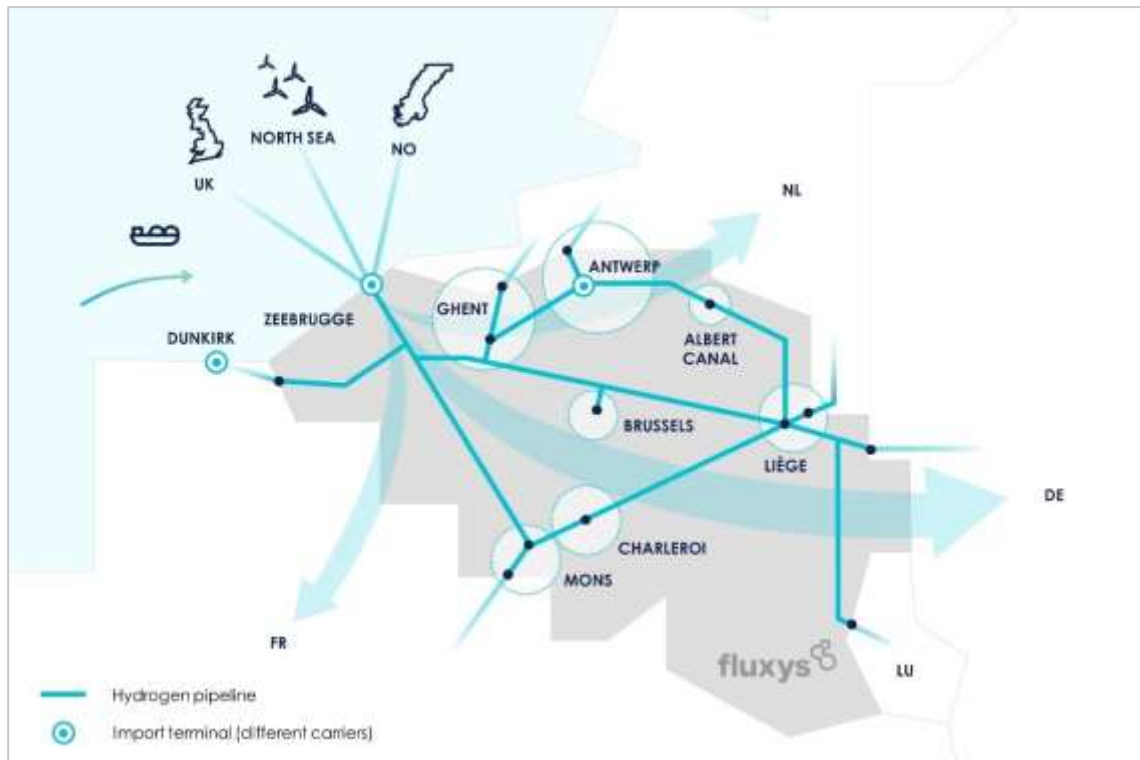 NORTH SEA
NO
UK
NL
ANTWERP
GHENT
ZEEBRUGGE
DUNKIRK
ALBERT
CANAL
BRUSSELS
LIÈGE
DE
CHARLEROI
MONS
FR
fluxys
LU
Hydrogen pipeline
Import terminal (different carriers)